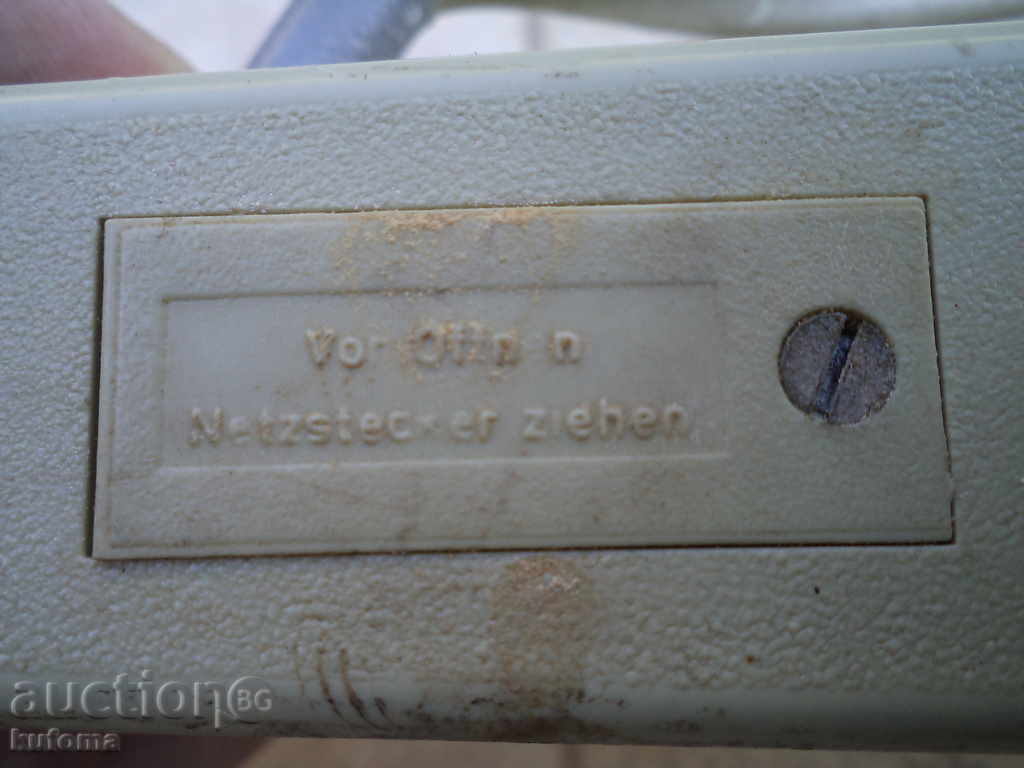 Vor Öffnen
Netzstecker ziehen
auction BG
kufoma